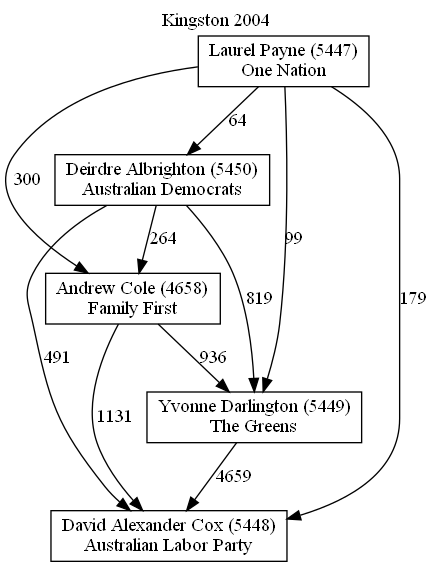 Kingston 2004
Laurel Payne (5447)
One Nation
64
Deirdre Albrighton (5450)
Australian Democrats
300
264
99
Andrew Cole (4658)
Family First
819
179
491
936
1131
Yvonne Darlington (5449)
The Greens
4659
David Alexander Cox (5448)
Australian Labor Party